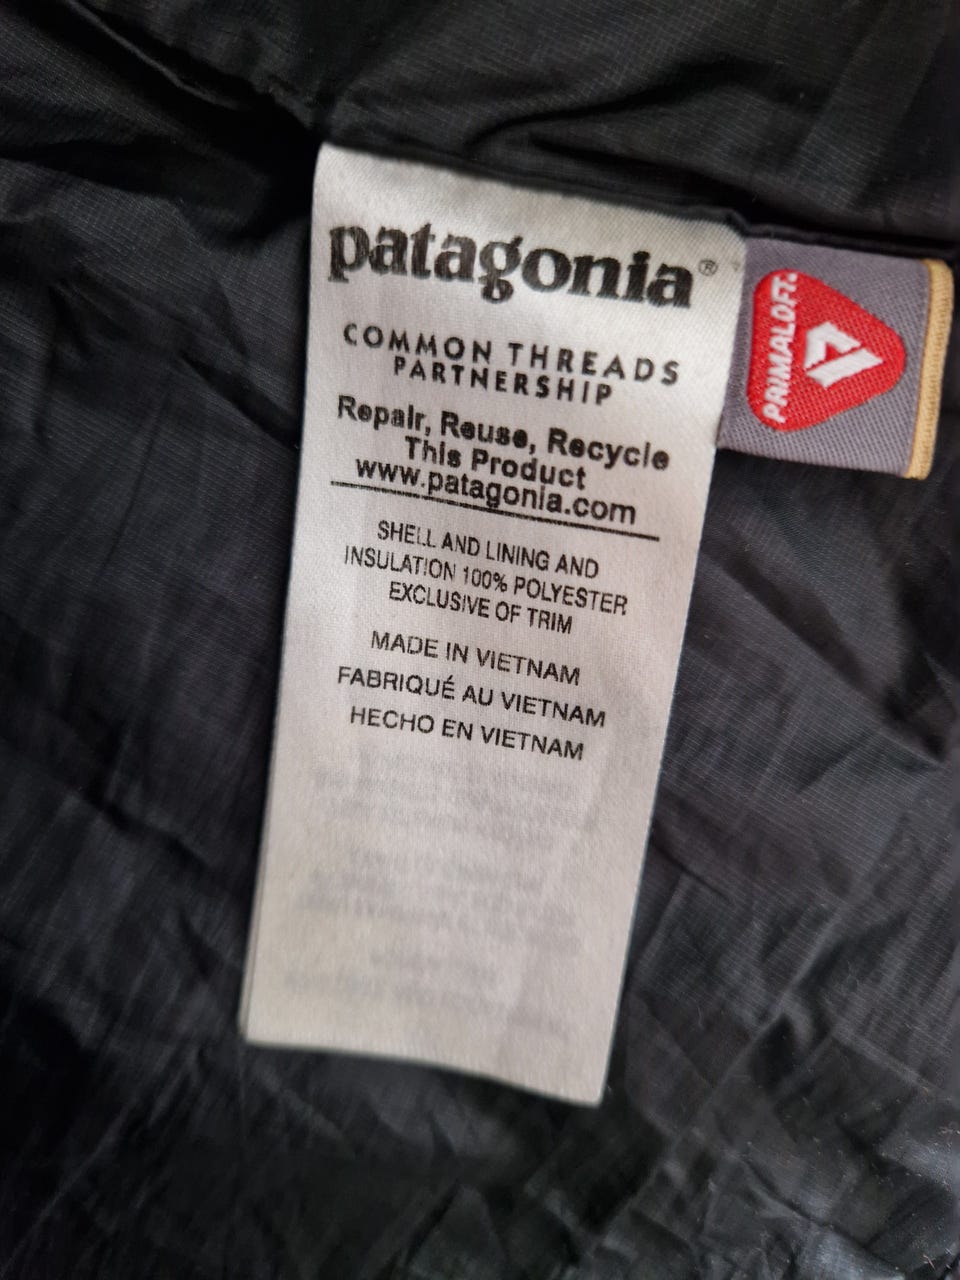 patagonia®
COMMON THREADS
PARTNERSHIP
Repair, Reuse, Recycle
This Product
www.patagonia.com
SHELL AND LINING AND
INSULATION 100% POLYESTER
EXCLUSIVE OF TRIM
MADE IN VIETNAM
FABRIQUÉ AU VIETNAM
HECHO EN VIETNAM
PRIMALOFT